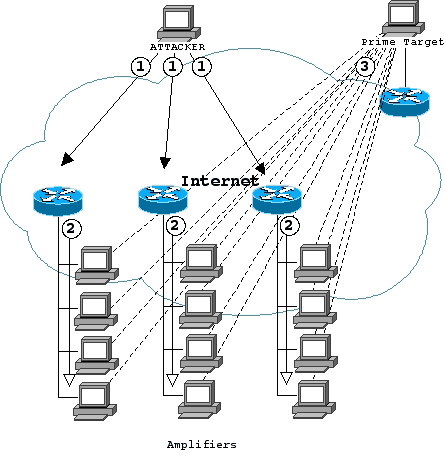 ATTACKER
Prime Target
1 1 1
3
Internet
2 2 2
Amplifiers